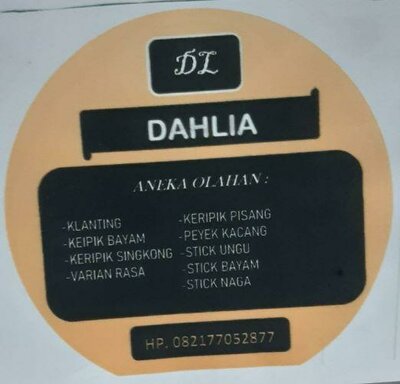 DL
DAHLIA
ANEKA OLAHAN :
-KLANTING
-KEIPIK BAYAM
-KERIPIK SINGKONG
-VARIAN RASA
-KERIPIK PISANG
-PEYEK KACANG
-STICK UNGU
-STICK BAYAM
-STICK NAGA
HP. 082177052877